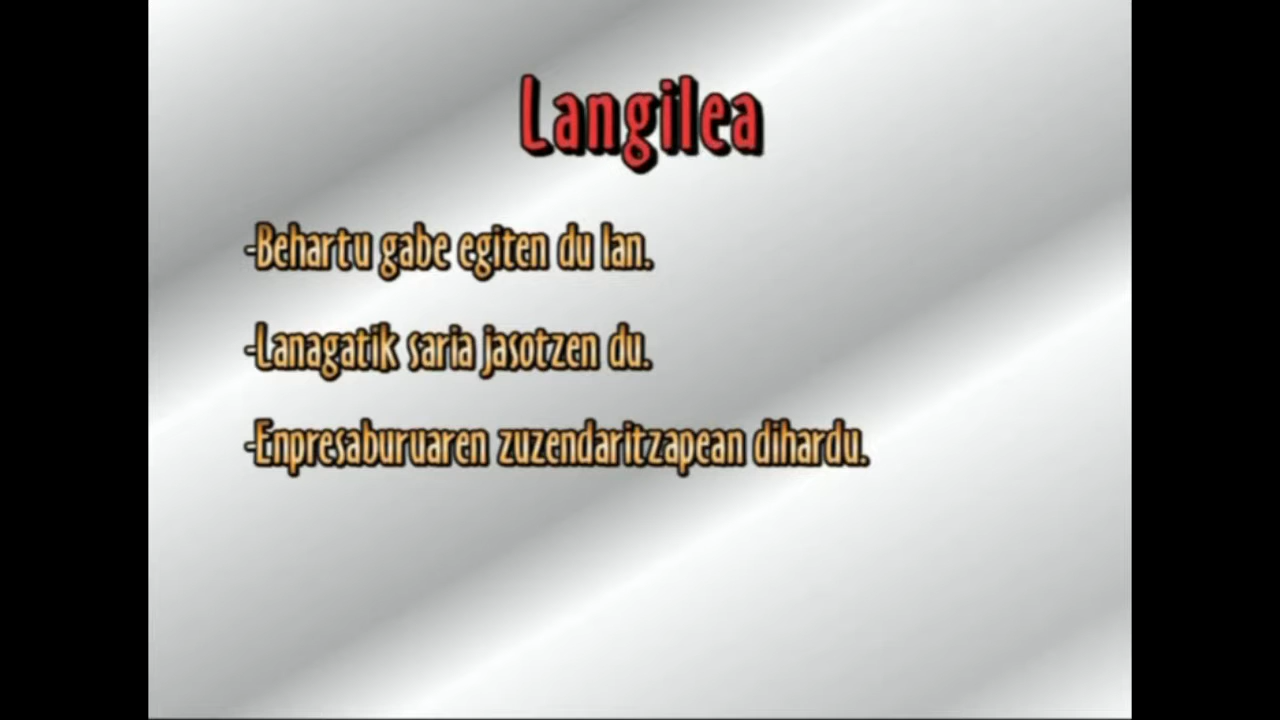 Langilea
-Behartu gabe egiten du lan.
-Lanagatik saria jasotzen du.
-Enpresaburuaren zuzendaritzapean dihardu.